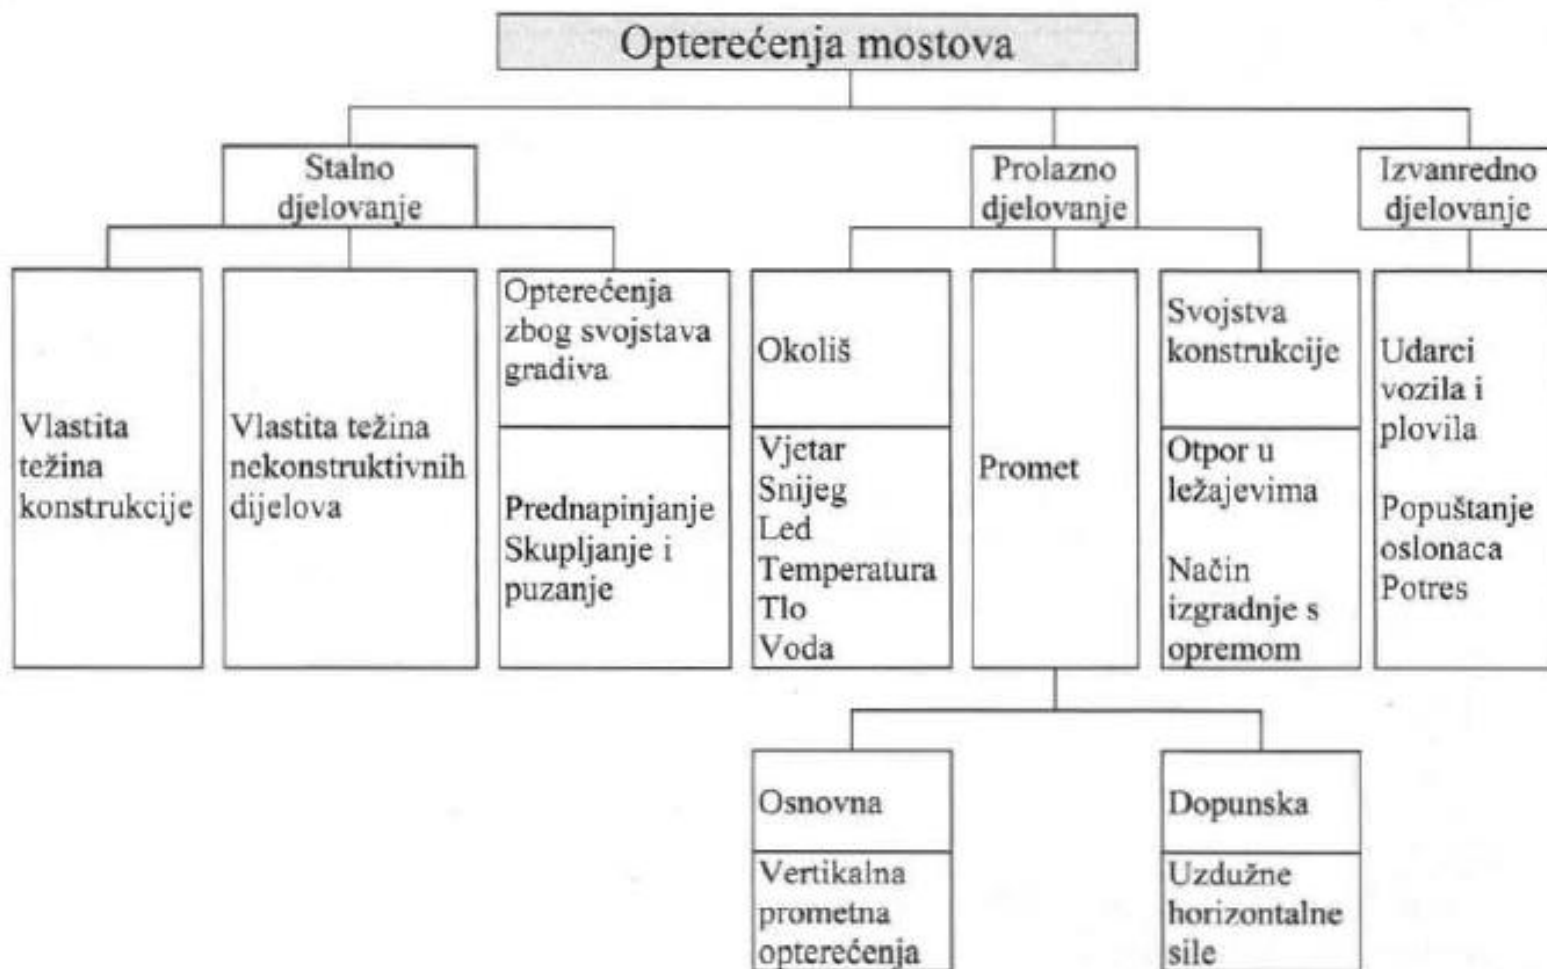 Opterećenja mostova
Stalno
djelovanje
Prolazno
djelovanje
Izvanredno
djelovanje
Vlastita
težina
konstrukcije
Vlastita težina
nekonstruktivnih
dijelova
Opterećenja
zbog svojstava
gradiva
Prednapinjanje
Skupljanje i
puzanje
Okoliš
Vjetar
Snijeg
Led
Temperatura
Tlo
Voda
Promet
Svojstva
konstrukcije
Otpor u
ležajevima
Način
izgradnje s
opremom
Udarci
vozila i
plovila
Popuštanje
oslonaca
Potres
Osnovna
Vertikalna
prometna
opterećenja
Dopunska
Uzdužne
horizontalne
sile